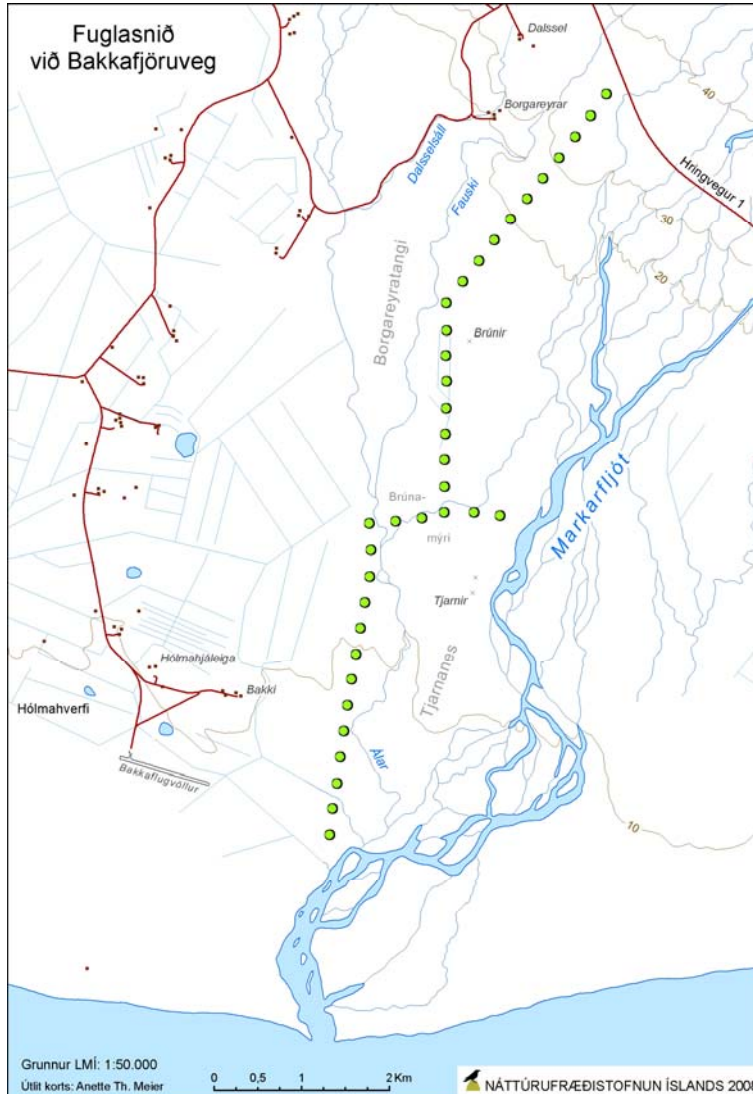 Fuglasnið
við Bakkafjöruveg
Dalssel
Borgareyrar
40
Dalsselsáll
Hringvegur 1
Fauski
30
20
Borgareyratangi
Brúnir
Markarfljót
Brúna-
mýri
Tjarnir
Hólmahjáleiga
Tjarnanes
Bakki
Hólmahverfi
Álar
Bakkaflugvöllur
10
Grunnur LMÍ: 1:50.000
Útlit korts: Anette Th. Meier
0 0,5 1 2 Km
NÁTTÚRUFRÆÐISTOFNUN ÍSLANDS